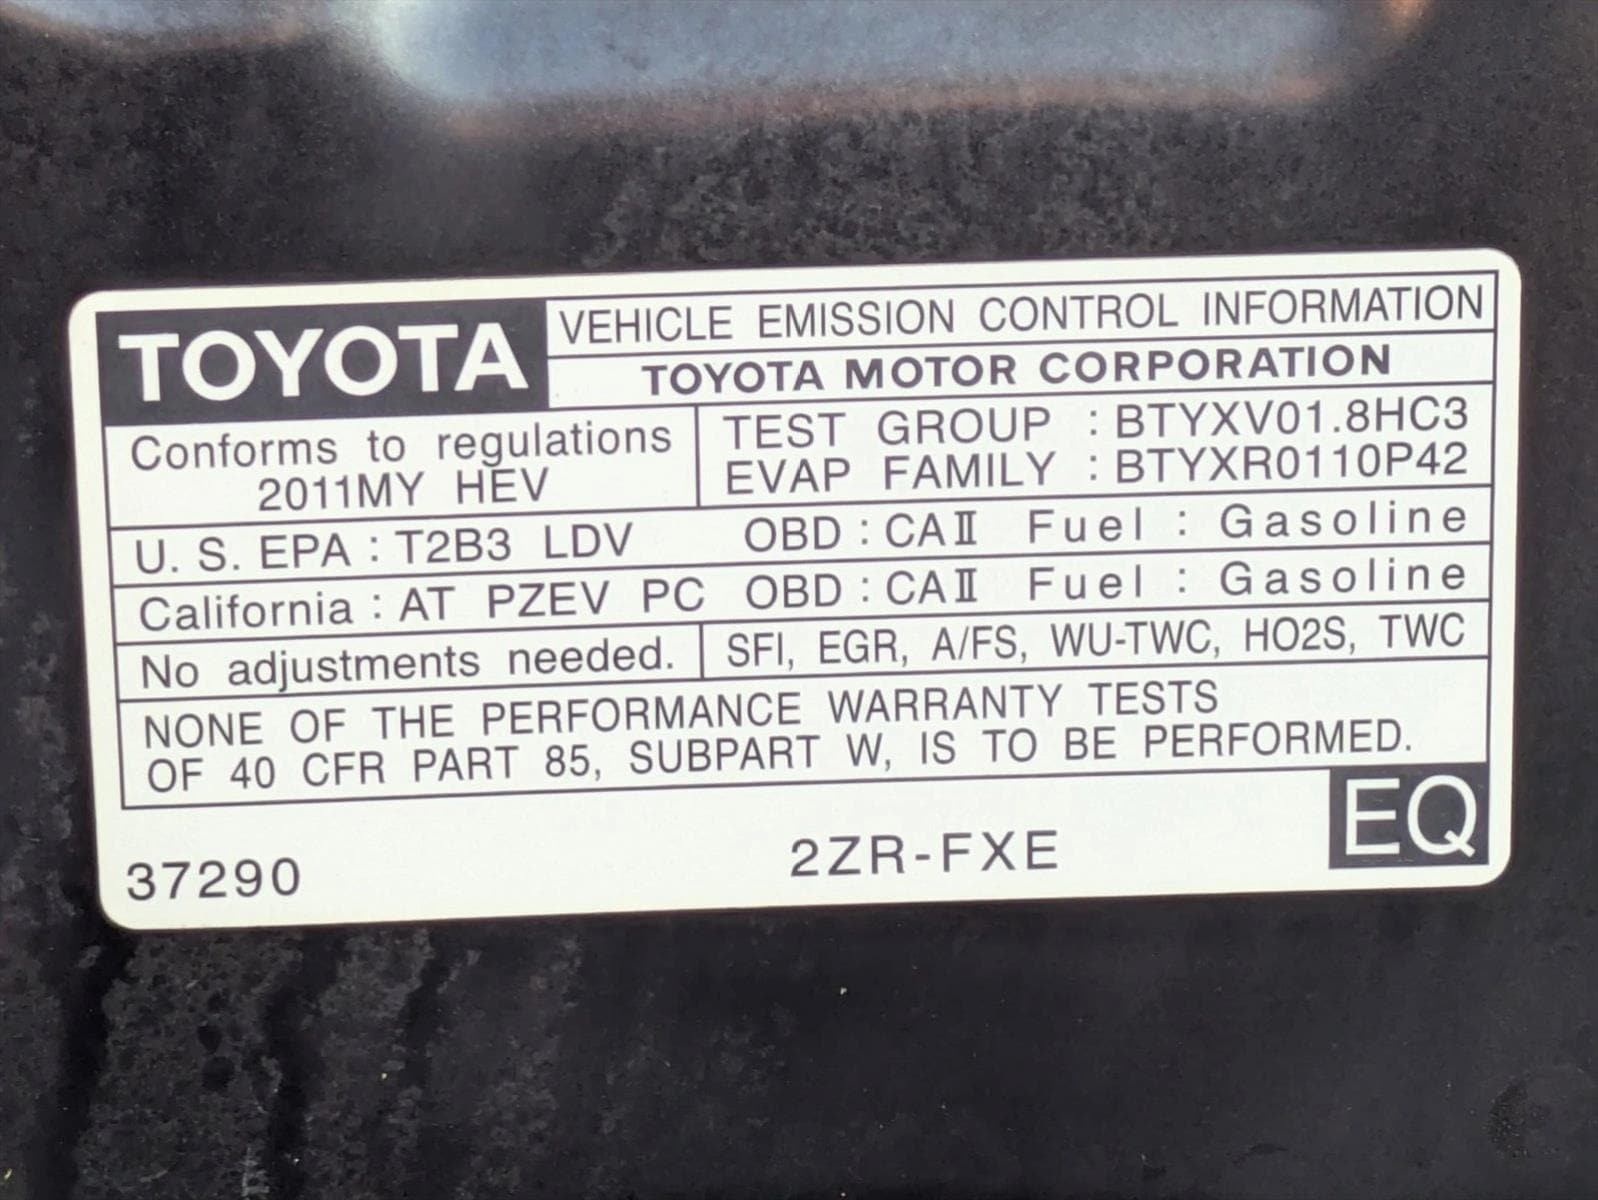 TOYOTA
VEHICLE EMISSION CONTROL INFORMATION
TOYOTA MOTOR CORPORATION
Conforms to regulations
2011MY HEV
TEST GROUP : BTYXV01.8HC3
EVAP FAMILY : BTYXR0110P42
U. S. EPA : T2B3 LDV OBD : CAⅡ Fuel : Gasoline
California : AT PZEV PC OBD : CAⅡ Fuel : Gasoline
No adjustments needed.
SFI, EGR, A/FS, WU-TWC, HO2S, TWC
NONE OF THE PERFORMANCE WARRANTY TESTS
OF 40 CFR PART 85, SUBPART W, IS TO BE PERFORMED.
EQ
37290
2ZR-FXE